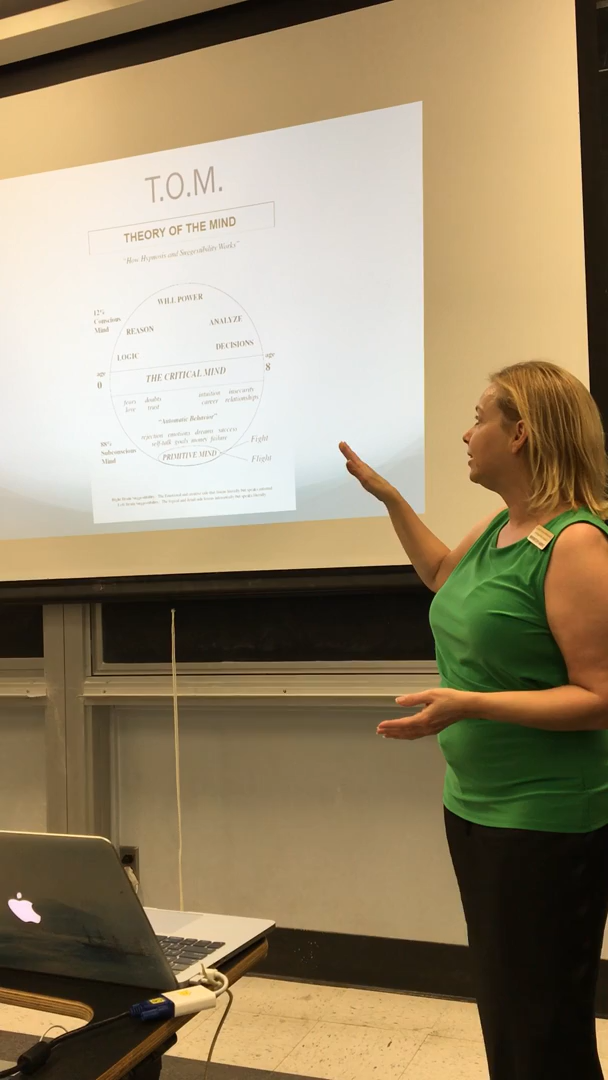 T.O.M.
THEORY OF THE MIND
"How Hypnosis and Suggestibility Works"
WILL POWER
12%
Conscious
Mind
REASON
ANALYZE
LOGIC
DECISIONS
age
0
THE CRITICAL MIND
age
8
fears doubts
love trust
intuition insecurity
career relationships
"Automatic Behavior"
rejection emotions dreams success
self-talk goals money failure
88%
Subconscious
Mind
PRIMITIVE MIND
Fight
Flight